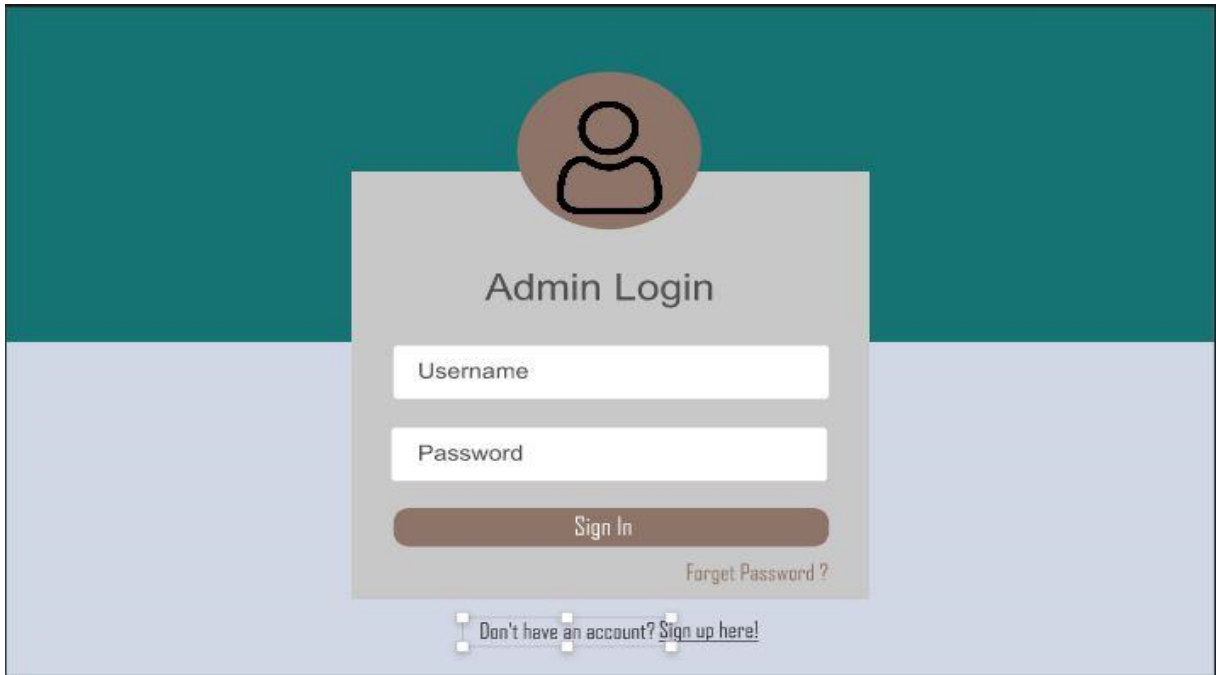 Admin Login
Username
Password
Sign In
Forget Password ?
Don't have an account? Sign up here!